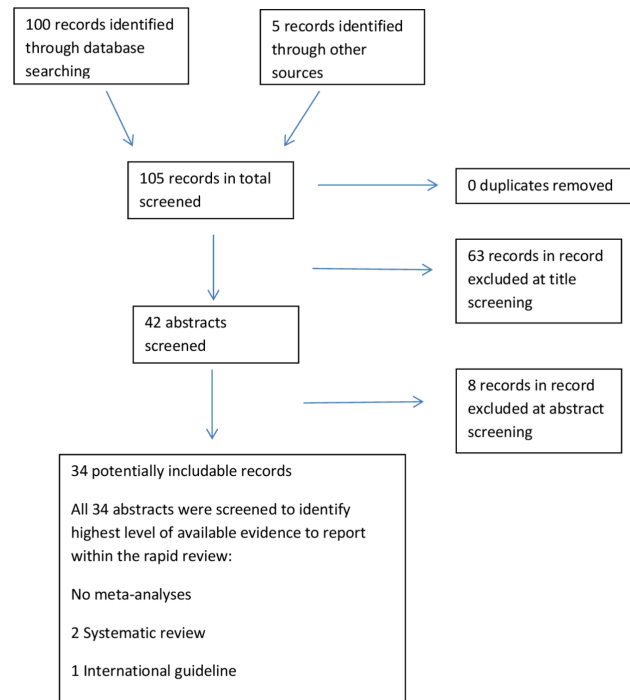 100 records identified
through database
searching
5 records identified
through other
sources
105 records in total
screened
0 duplicates removed
63 records in record
excluded at title
screening
42 abstracts
screened
8 records in record
excluded at abstract
screening
34 potentially includable records
All 34 abstracts were screened to identify
highest level of available evidence to report
within the rapid review:
No meta-analyses
2 Systematic review
1 International guideline